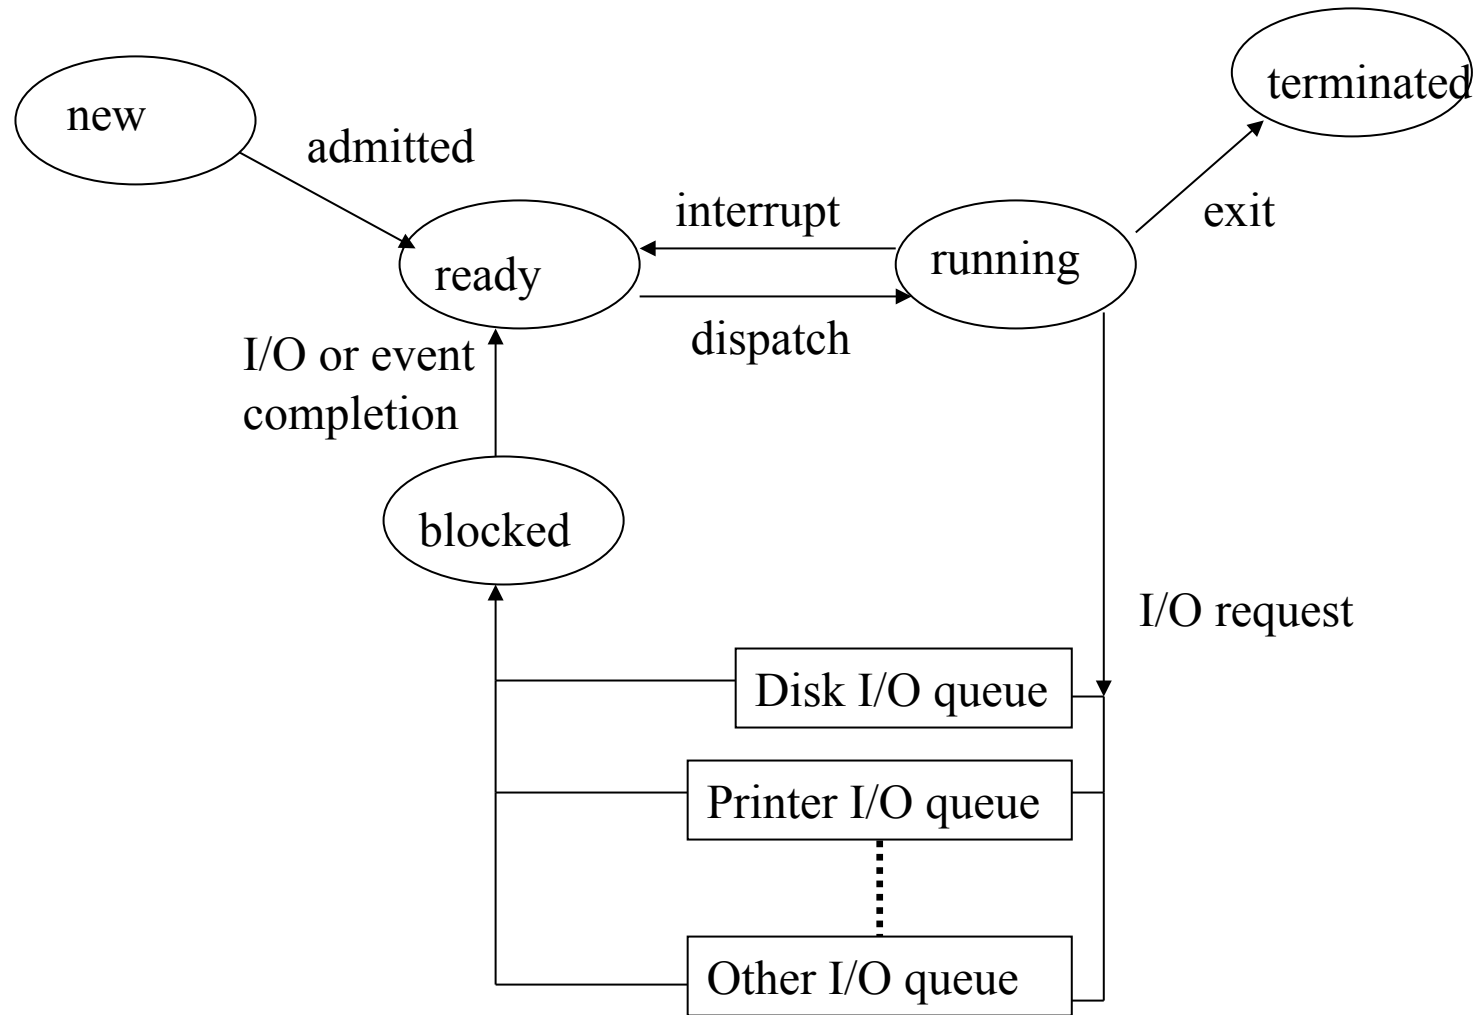 new
terminated
admitted
interrupt
exit
ready
running
dispatch
I/O or event
completion
blocked
I/O request
Disk I/O queue
Printer I/O queue
Other I/O queue